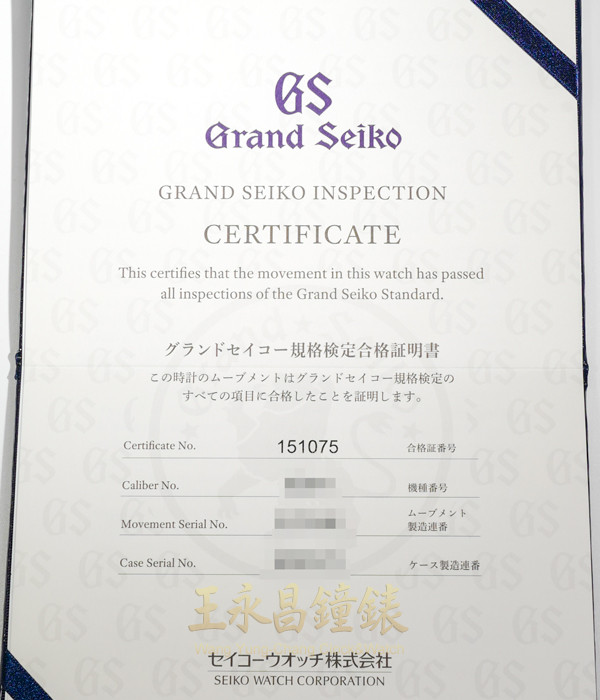 GS
Grand Seiko
GRAND SEIKO INSPECTION
CERTIFICATE
This certifies that the movement in this watch has passed
all inspections of the Grand Seiko Standard.
グランドセイコー規格検定合格証明書
この時計のムーブメントはグランドセイコー規格検定の
すべての項目に合格したことを証明します。
Certificate No. 151075 合格証番号
Caliber No. 機種番号
Movement Serial No. ムーブメント
製造連番
Case Serial No. ケース製造連番
王永昌鐘錶
セイコーウオッチ株式会社
SEIKO WATCH CORPORATION